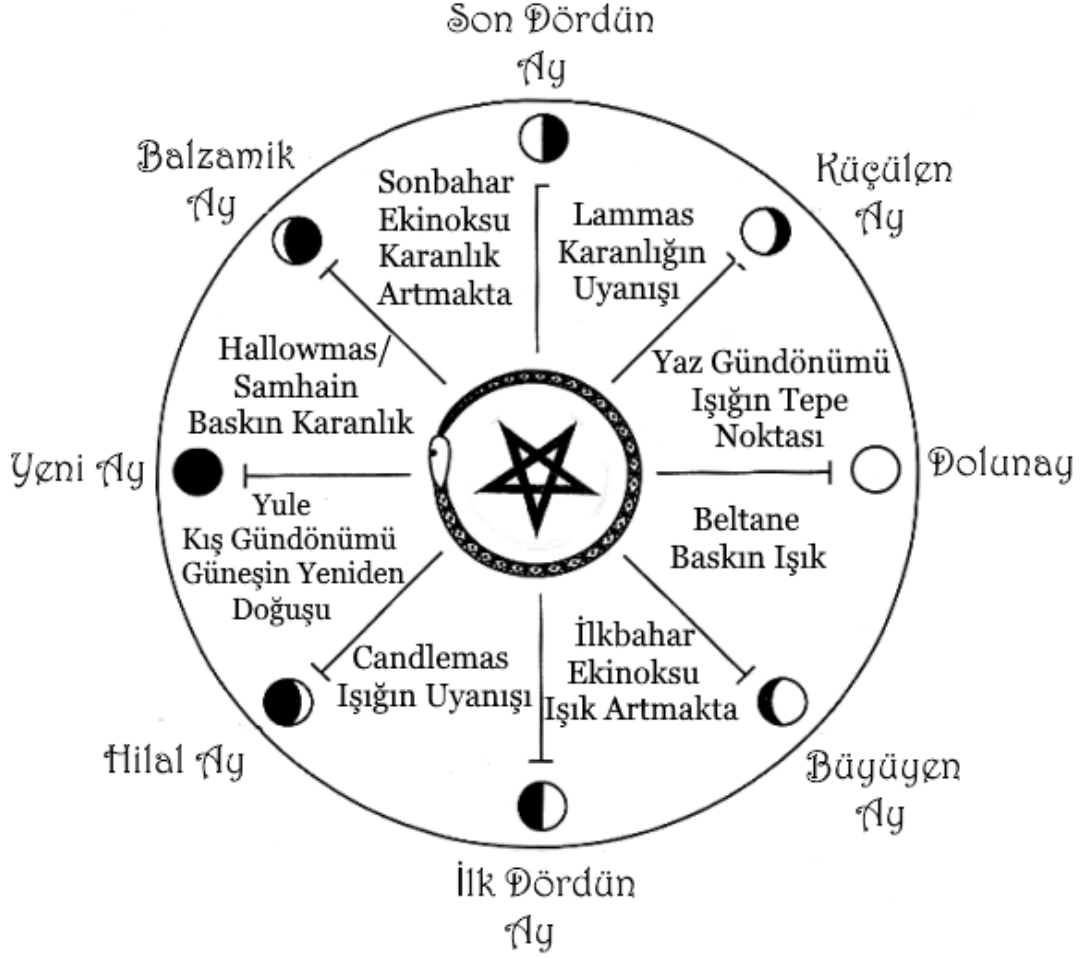 Son Dördün
Ay
Balzamik
Ay
Küçülen
Ay
Sonbahar
Ekinoksu
Karanlık
Artmakta
Lammas
Karanlığın
Uyanışı
Hallowmas/
Samhain
Baskın Karanlık
Yaz Gündönümü
Işığın Tepe
Noktası
Yeni Ay
Dolunay
Yule
Kış Gündönümü
Güneşin Yeniden
Doğuşu
Beltane
Baskın Işık
Candlemas
Işığın Uyanışı
İlkbahar
Ekinoksu
Işık Artmakta
Hilal Ay
Büyüyen
Ay
İlk Dördün
Ay